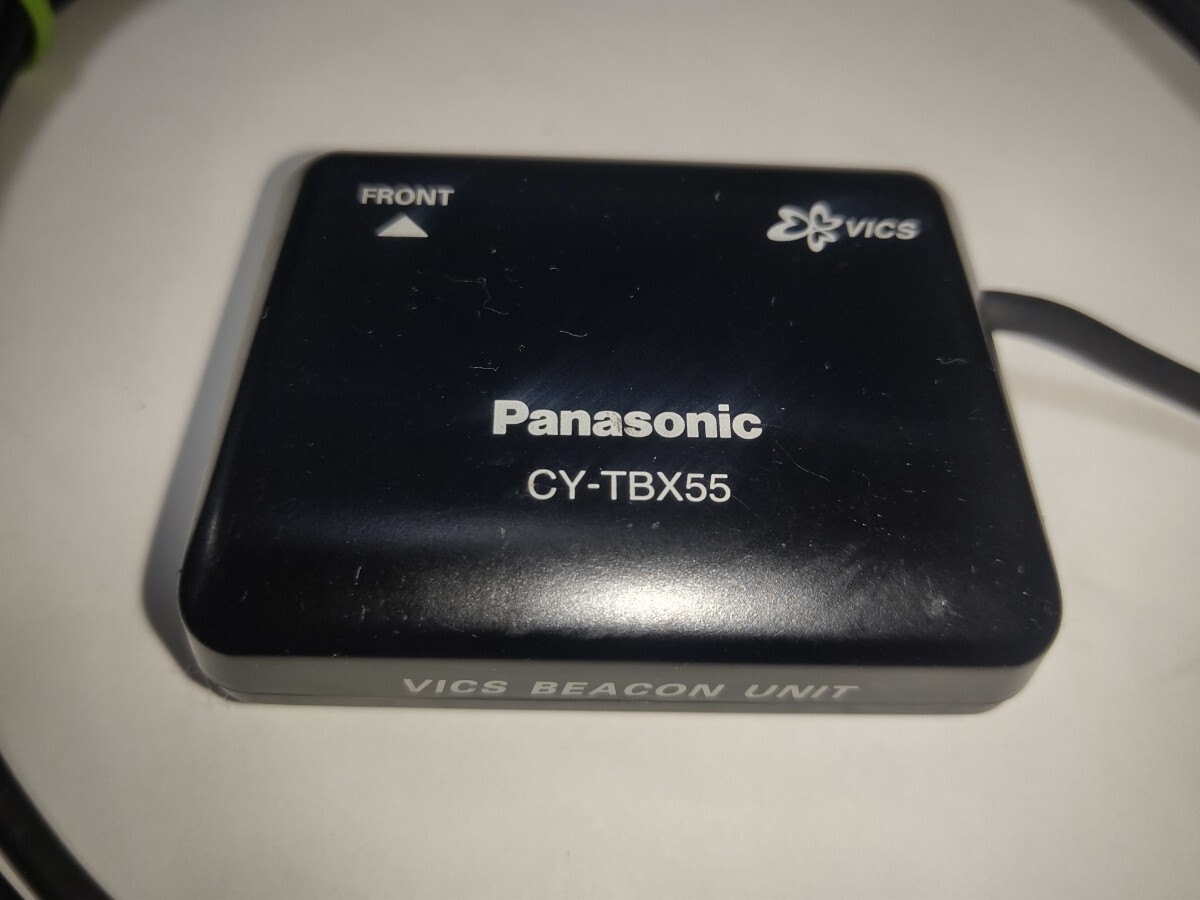 FRONT
VICS
Panasonic
CY-TBX55
VICS BEACON UNIT